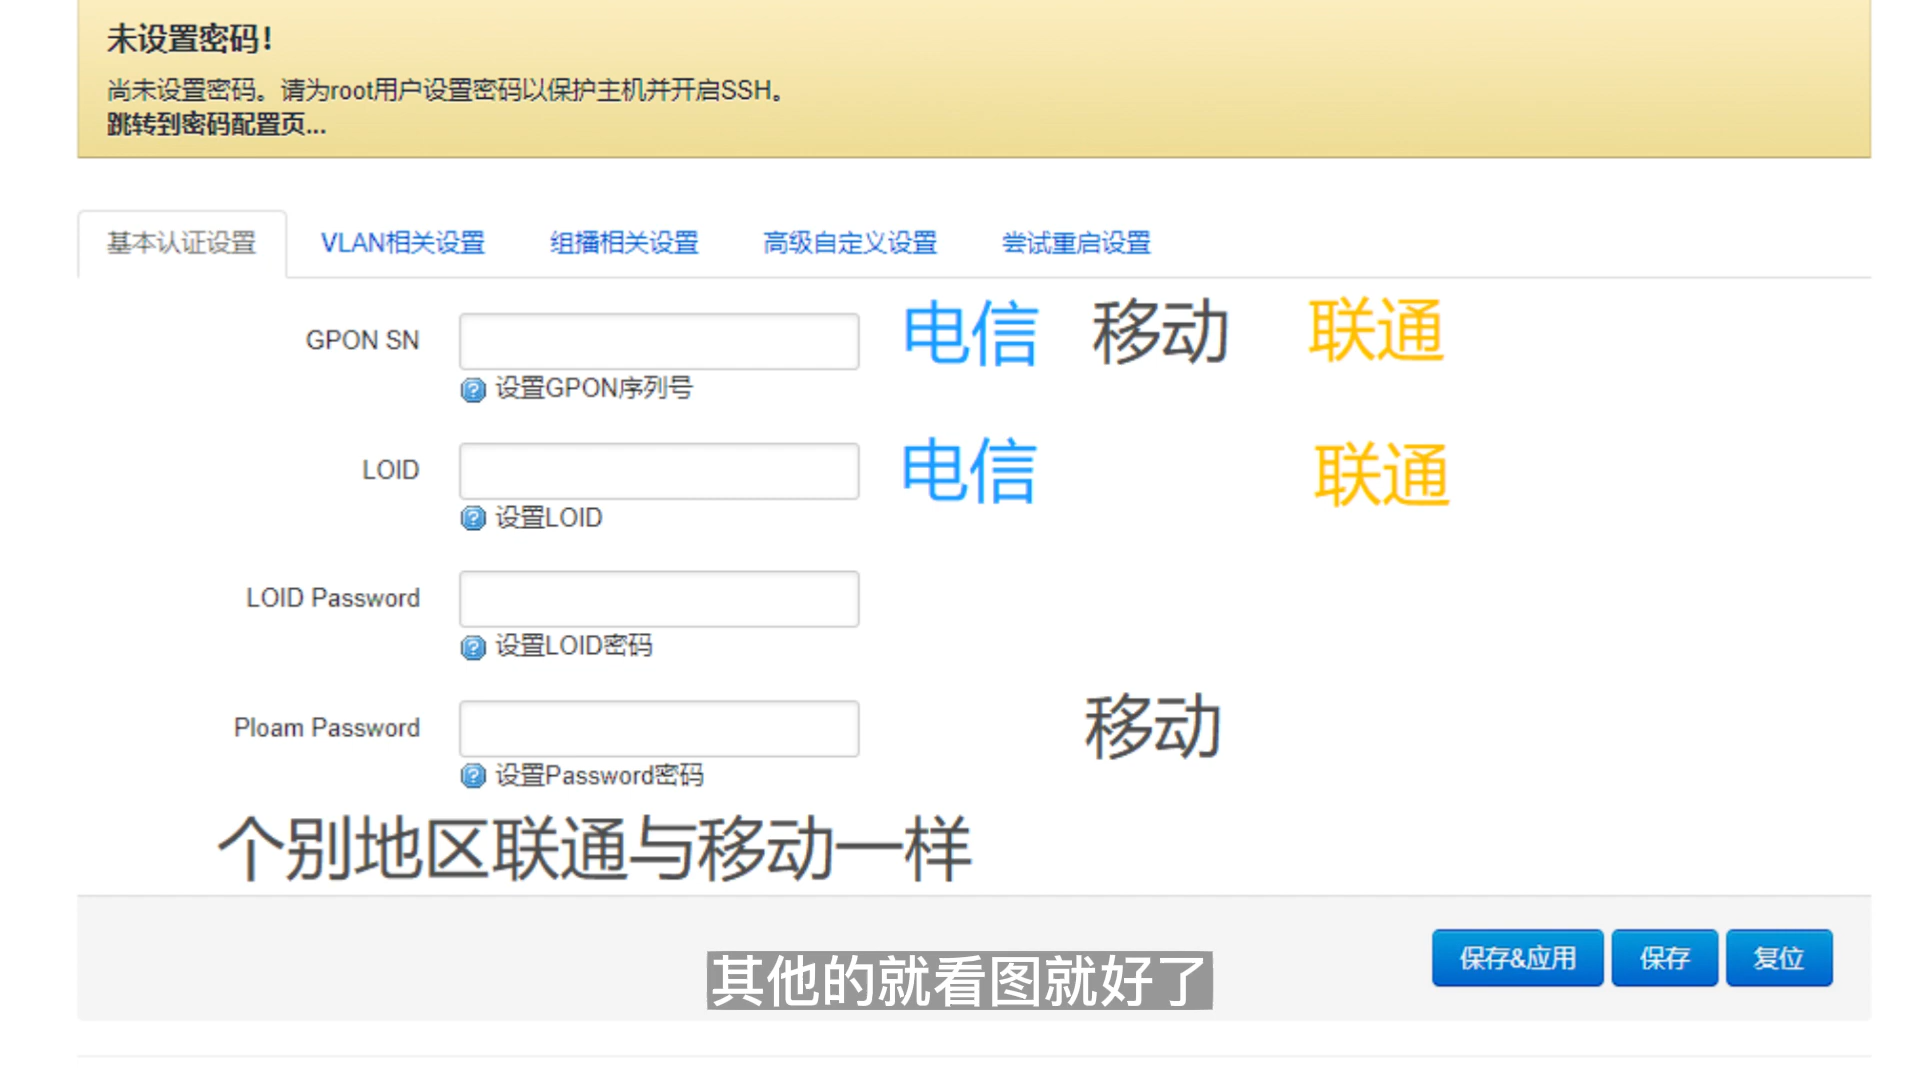 未设置密码!
尚未设置密码。请为root用户设置密码以保护主机并开启SSH。
跳转到密码配置页...
基本认证设置 VLAN相关设置 组播相关设置 高级自定义设置 尝试重启设置
GPON SN 电信 移动 联通
设置GPON序列号
LOID 电信 联通
设置LOID
LOID Password
设置LOID密码
Ploam Password 移动
设置Password密码
个别地区联通与移动一样
保存&应用 保存 复位
其他的就看图就好了